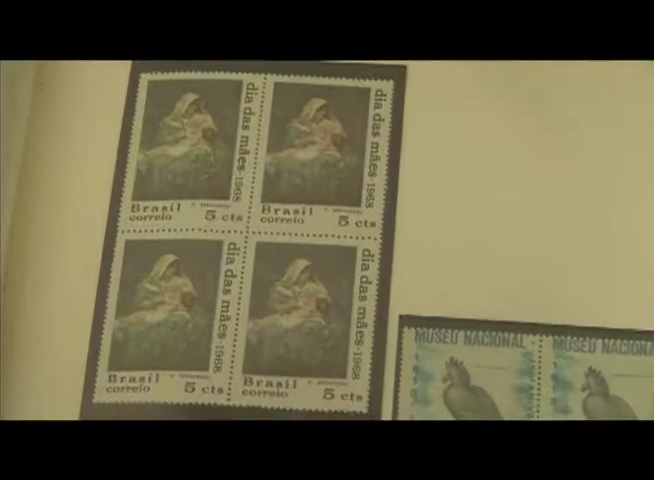 dia das mães·1968
Brasil
correio
5 cts
dia das mães·1968
Brasil
correio
5 cts
dia das mães·1968
Brasil
correio
5 cts
dia das mães·1968
Brasil
correio
5 cts
MUSEU NACIONAL
MUSEU NACIONA